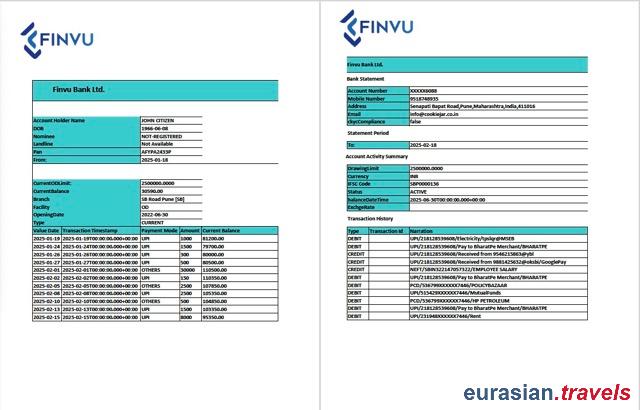 FINVU
Finvu Bank Ltd.
Account Holder Name JOHN CITIZEN
DOB 1966-06-08
Nominee NOT-REGISTERED
Landline Not Available
Pan AFYPA2433P
From: 2025-01-18
CurrentODLimit: 2500000.0000
CurrentBalance 30590.00
Branch SB Road Pune [SB]
Facility OD
OpeningDate 2022-06-30
Type CURRENT
Value Date Transaction Timestamp Payment Mode Amount Current Balance
2025-01-19 2025-01-19T00:00:00.000+00:00 UPI 1000 81200.00
2025-01-24 2025-01-24T00:00:00.000+00:00 UPI 1500 79700.00
2025-01-26 2025-01-26T00:00:00.000+00:00 UPI 300 80000.00
2025-01-27 2025-01-27T00:00:00.000+00:00 UPI 500 80500.00
2025-02-01 2025-02-01T00:00:00.000+00:00 OTHERS 30000 110500.00
2025-02-02 2025-02-02T00:00:00.000+00:00 UPI 150 110350.00
2025-02-05 2025-02-05T00:00:00.000+00:00 OTHERS 2500 107850.00
2025-02-08 2025-02-08T00:00:00.000+00:00 UPI 2500 105350.00
2025-02-10 2025-02-10T00:00:00.000+00:00 OTHERS 500 104850.00
2025-02-13 2025-02-13T00:00:00.000+00:00 UPI 1500 103350.00
2025-02-15 2025-02-15T00:00:00.000+00:00 UPI 8000 95350.00
FINVU
Finvu Bank Ltd.
Bank Statement
Account Number XXXXX6088
Mobile Number 9518748935
Address Senapati Bapat Road,Pune,Maharashtra,India,411016
Email info@cookiejar.co.in
ckycCompliance false
Statement Period
To: 2025-02-18
Account Activity Summary
DrawingLimit 2500000.0000
Currency INR
IFSC Code SBP0000136
Status ACTIVE
balanceDateTime 2025-06-30T00:00:00.000+00:00
ExchgeRate
Transaction History
Type Transaction Id Narration
DEBIT UPI/218128539608/Electricity/tpslqr@MSEB
DEBIT UPI/218128539608/Pay to BharatPe Merchant/BHARATPE
CREDIT UPI/218128539608/Received from 9546215863@ybl
CREDIT UPI/218128539608/Received from 9881425632@oksbi/GooglePay
CREDIT NEFT/SBIN322147057322/EMPLOYEE SALARY
DEBIT UPI/218128539608/Pay to BharatPe Merchant/BHARATPE
DEBIT PCD/536799XXXXXX7446/POLICYBAZAAR
DEBIT UPI/515429XXXXXX7446/MutualFunds
DEBIT PCD/536799XXXXXX7446/HP PETROLEUM
DEBIT UPI/218128539608/Pay to BharatPe Merchant/BHARATPE
DEBIT UPI/231948XXXXXX7446/Rent
eurasian.travels